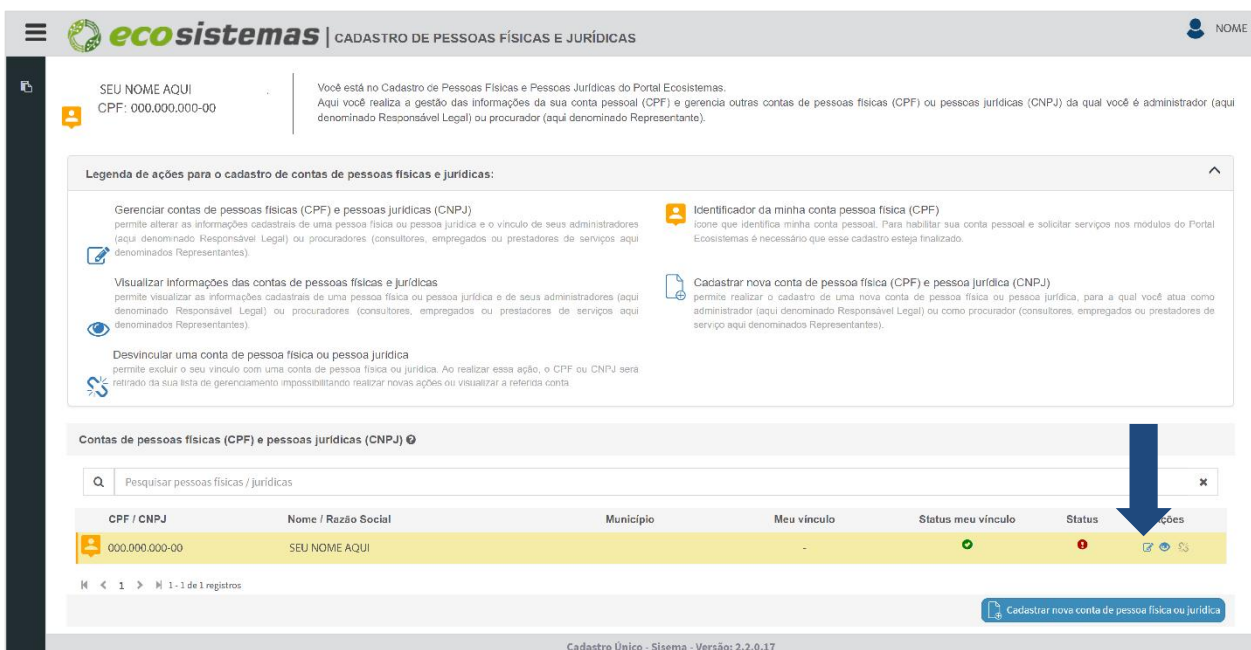 ecosistemas | CADASTRO DE PESSOAS FÍSICAS E JURÍDICAS
NOME
SEU NOME AQUI
CPF: 000.000.000-00
Você está no Cadastro de Pessoas Físicas e Pessoas Jurídicas do Portal Ecosistemas.
Aqui você realiza a gestão das informações da sua conta pessoal (CPF) e gerencia outras contas de pessoas físicas (CPF) ou pessoas jurídicas (CNPJ) da qual você é administrador (aqui
denominado Responsável Legal) ou procurador (aqui denominado Representante).
Legenda de ações para o cadastro de contas de pessoas físicas e jurídicas:
Gerenciar contas de pessoas físicas (CPF) e pessoas jurídicas (CNPJ)
permite alterar as informações cadastrais de uma pessoa física ou pessoa jurídica e o vínculo de seus administradores
(aqui denominado Responsável Legal) ou procuradores (consultores, empregados ou prestadores de serviços aqui
denominados Representantes).
Visualizar informações das contas de pessoas físicas e jurídicas
permite visualizar as informações cadastrais de uma pessoa física ou pessoa jurídica e de seus administradores (aqui
denominado Responsável Legal) ou procuradores (consultores, empregados ou prestadores de serviços aqui
denominados Representantes).
Desvincular uma conta de pessoa física ou pessoa jurídica
permite excluir o seu vínculo com uma conta de pessoa física ou jurídica. Ao realizar essa ação, o CPF ou CNPJ será
retirado da sua lista de gerenciamento impossibilitando realizar novas ações ou visualizar a referida conta
Identificador da minha conta pessoa física (CPF)
ícone que identifica minha conta pessoal. Para habilitar sua conta pessoal e solicitar serviços nos módulos do Portal
Ecosistemas é necessário que esse cadastro esteja finalizado.
Cadastrar nova conta de pessoa física (CPF) e pessoa jurídica (CNPJ)
permite realizar o cadastro de uma nova conta de pessoa física ou pessoa jurídica, para a qual você atua como
administrador (aqui denominado Responsável Legal) ou como procurador (consultores, empregados ou prestadores de
serviço aqui denominados Representantes).
Contas de pessoas físicas (CPF) e pessoas jurídicas (CNPJ)
Pesquisar pessoas físicas / jurídicas
CPF / CNPJ Nome / Razão Social Município Meu vínculo Status meu vínculo Status ções
000.000.000-00 SEU NOME AQUI -
1 1 - 1 de 1 registros
Cadastrar nova conta de pessoa física ou jurídica
Cadastro Único - Sisema - Versão: 2.2.0.17